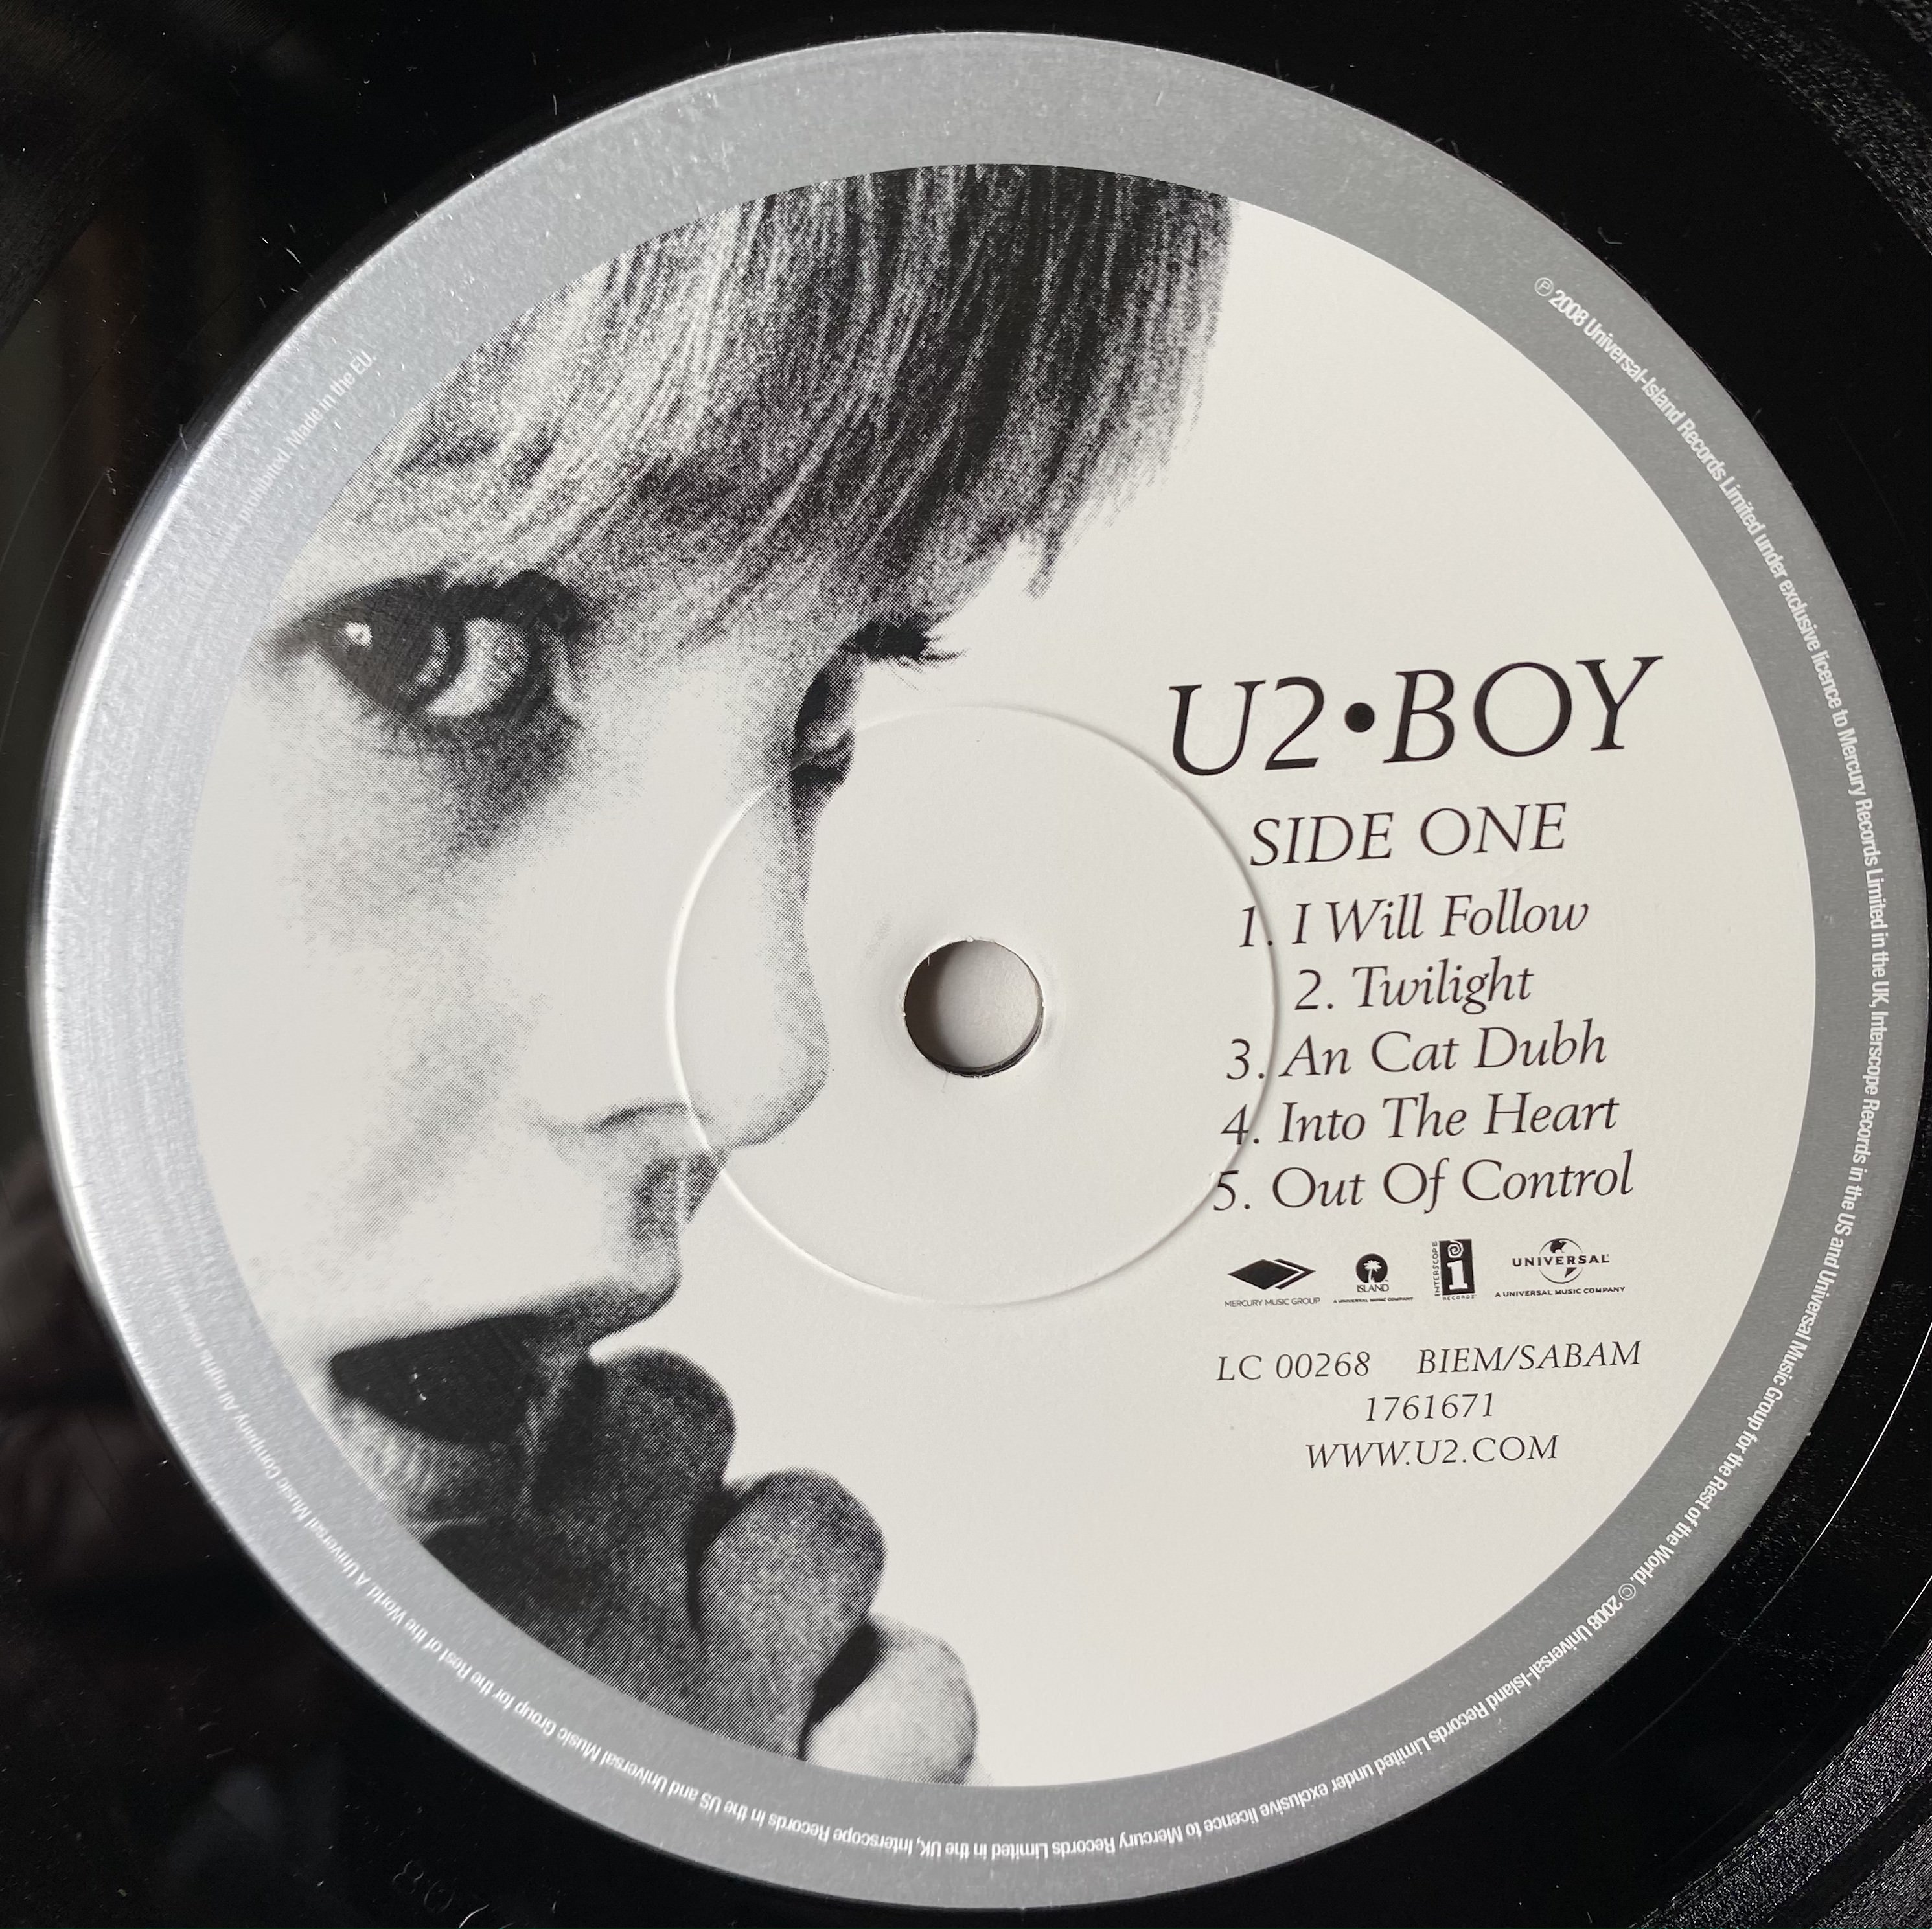 U2•BOY
SIDE ONE
1. I Will Follow
2. Twilight
3. An Cat Dubh
4. Into The Heart
5. Out Of Control
MERCURY MUSIC GROUP
ISLAND
A UNIVERSAL MUSIC COMPANY
INTERSCOPE
RECORDS
UNIVERSAL
A UNIVERSAL MUSIC COMPANY
LC 00268 BIEM/SABAM
1761671
WWW.U2.COM
℗ 2008 Universal-Island Records Limited under exclusive licence to Mercury Records Limited in the UK, Interscope Records in the US and Universal Music Group for the Rest of the World. © 2008 Universal-Island Records Limited under exclusive licence to Mercury Records Limited in the UK, Interscope Records in the US and Universal Music Group for the Rest of the World. A Universal Music Company. All rights prohibited. Made in the EU.